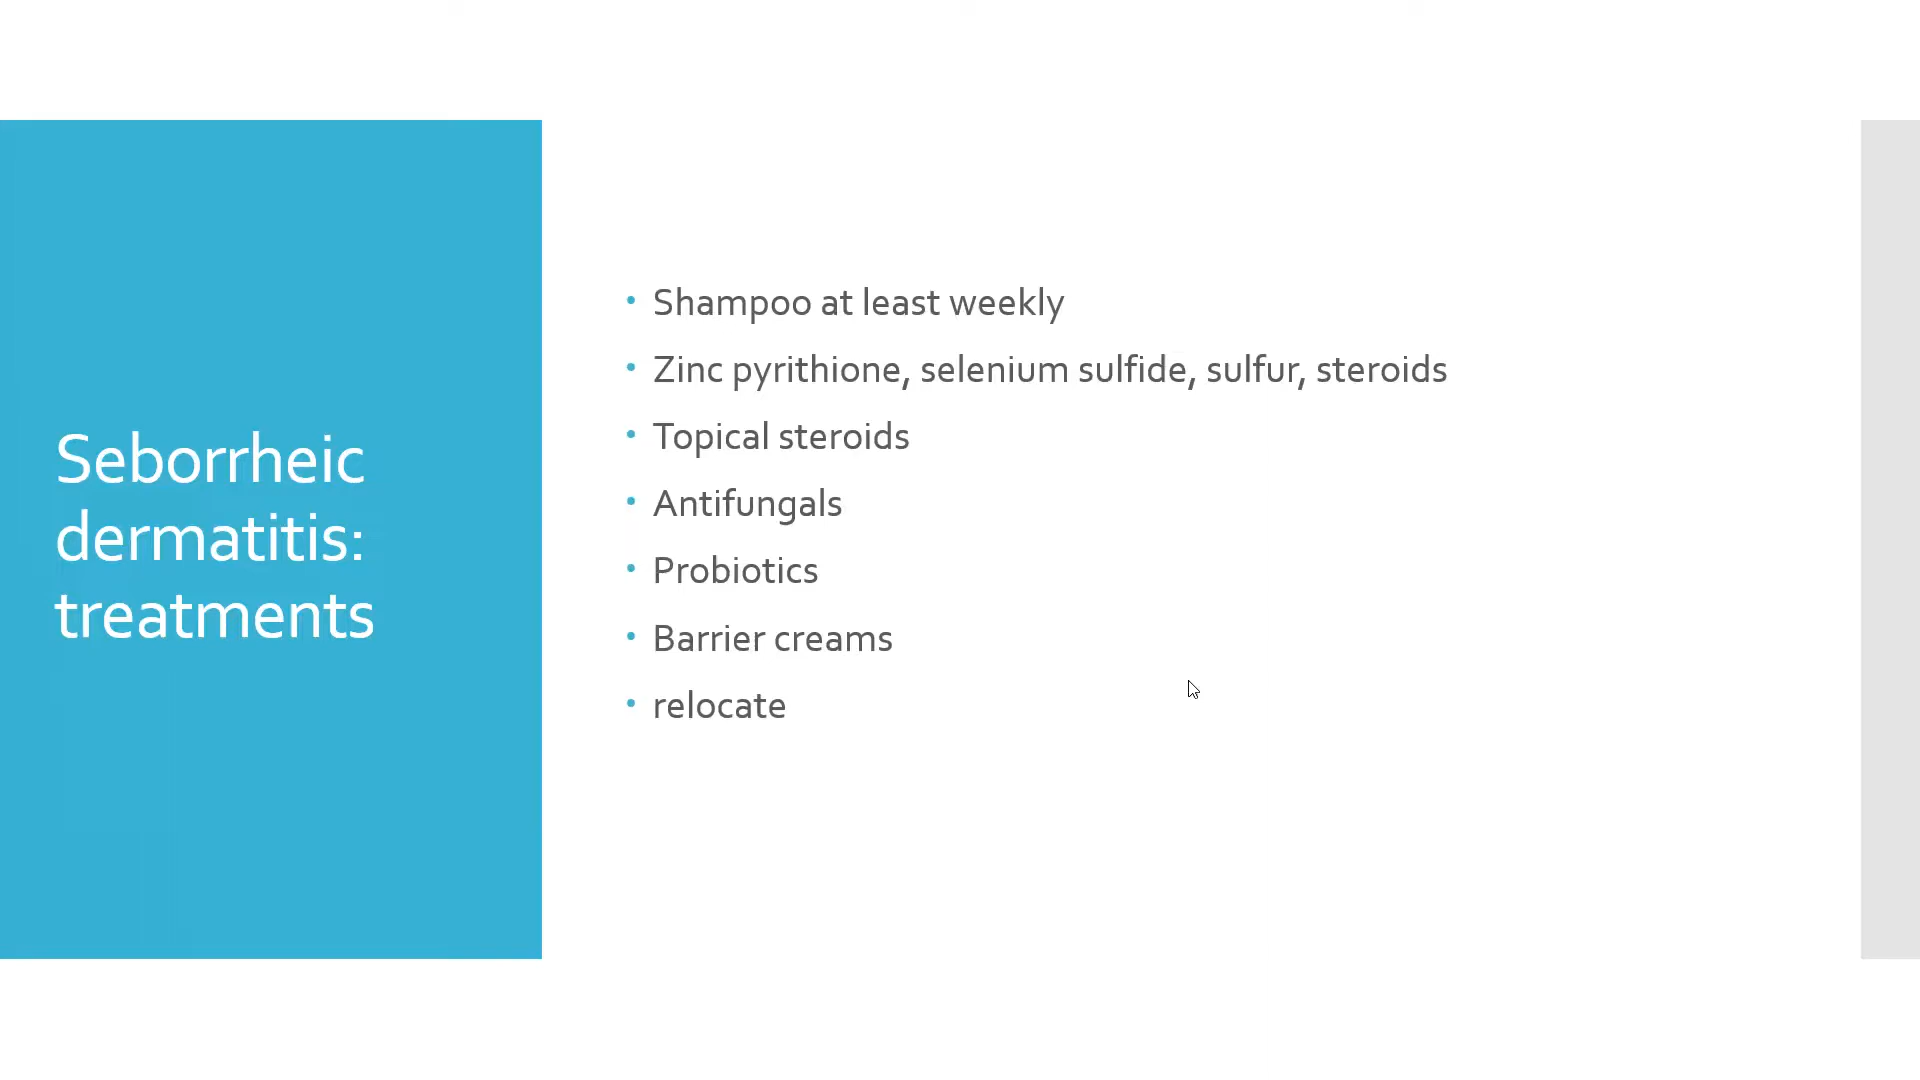 Seborrheic
dermatitis:
treatments
• Shampoo at least weekly
• Zinc pyrithione, selenium sulfide, sulfur, steroids
• Topical steroids
• Antifungals
• Probiotics
• Barrier creams
• relocate